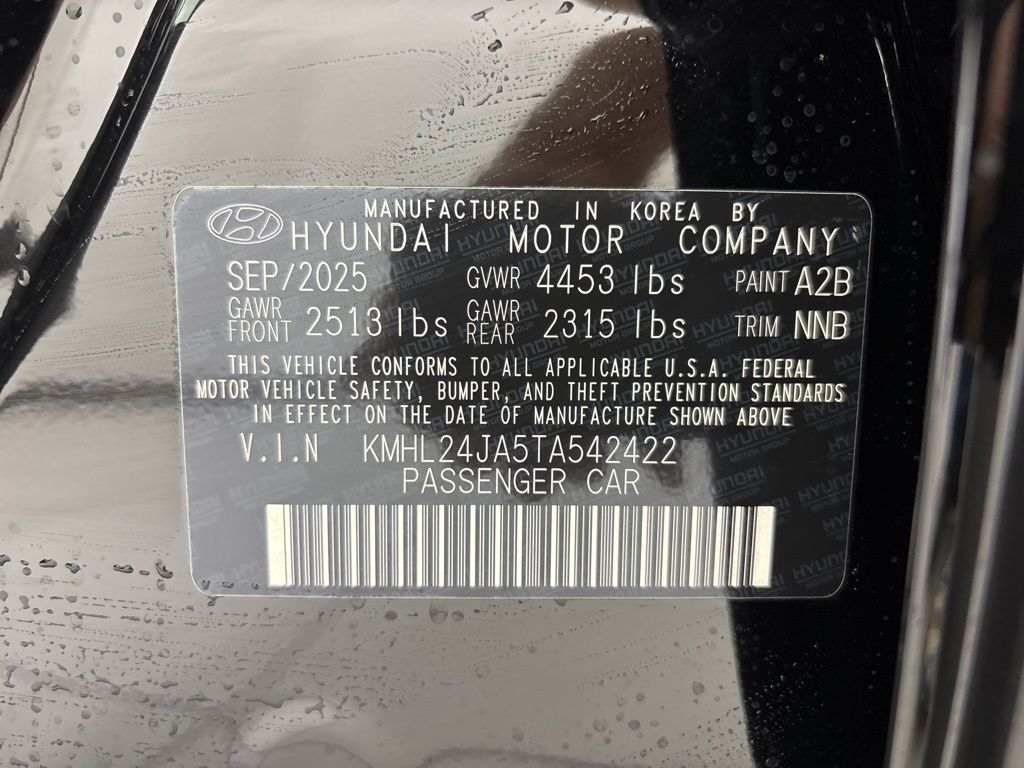 MANUFACTURED IN KOREA BY
HYUNDAI MOTOR COMPANY
SEP/2025 GVWR 4453 lbs PAINT A2B
GAWR FRONT 2513 lbs GAWR REAR 2315 lbs TRIM NNB
THIS VEHICLE CONFORMS TO ALL APPLICABLE U.S.A. FEDERAL
MOTOR VEHICLE SAFETY, BUMPER, AND THEFT PREVENTION STANDARDS
IN EFFECT ON THE DATE OF MANUFACTURE SHOWN ABOVE
V.I.N KMHL24JA5TA542422
PASSENGER CAR